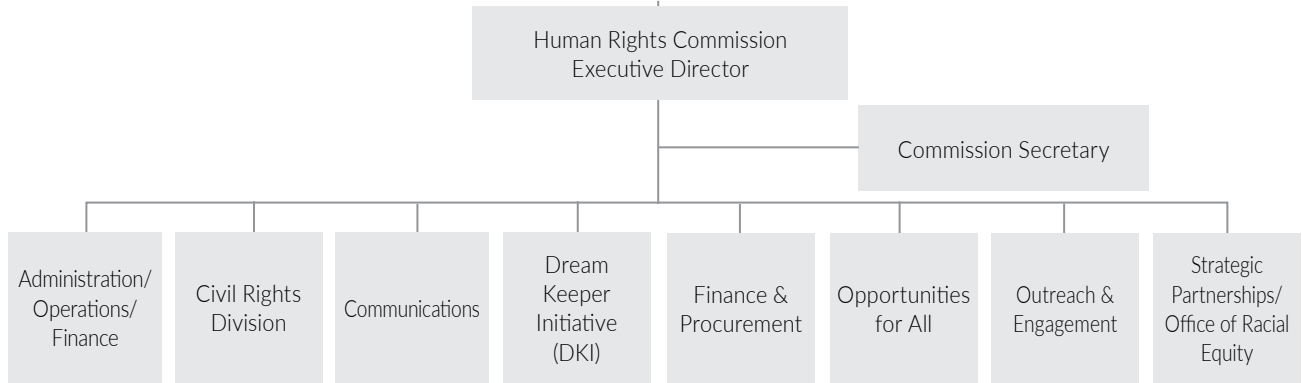 Human Rights Commission
Executive Director
Commission Secretary
Administration/
Operations/
Finance
Civil Rights
Division
Communications
Dream
Keeper
Initiative
(DKI)
Finance &
Procurement
Opportunities
for All
Outreach &
Engagement
Strategic
Partnerships/
Office of Racial
Equity